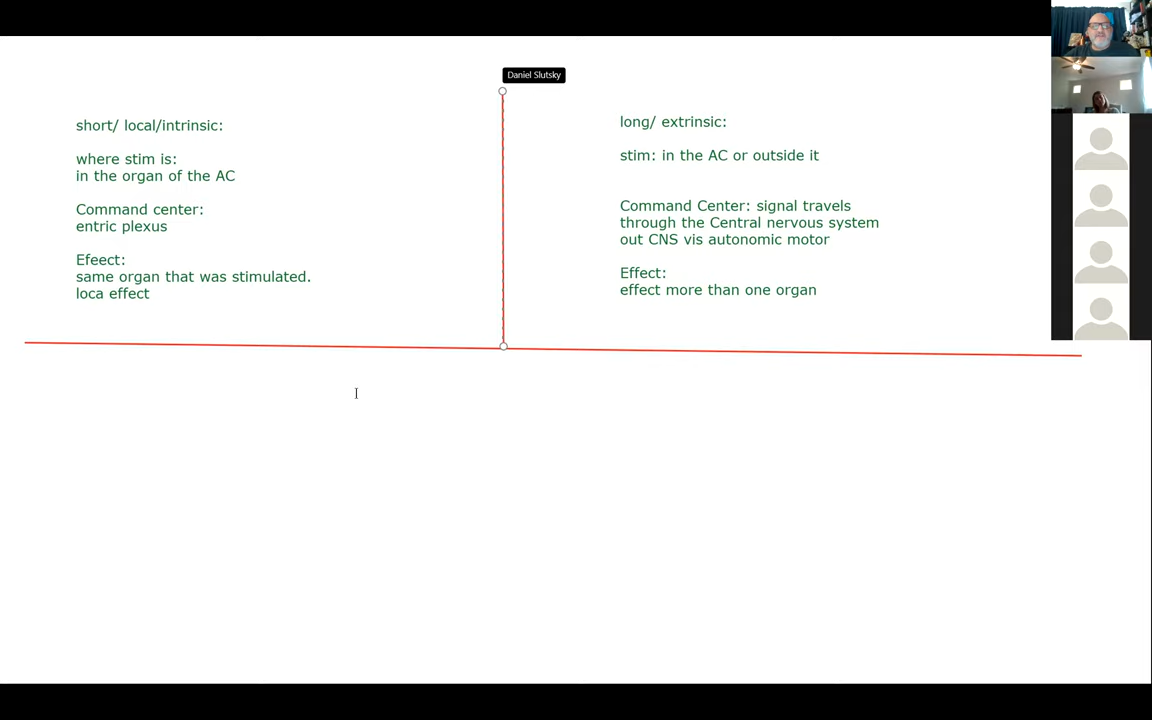 Daniel Slutsky
short/ local/intrinsic:
where stim is:
in the organ of the AC
Command center:
entric plexus
Efeect:
same organ that was stimulated.
loca effect
long/ extrinsic:
stim: in the AC or outside it
Command Center: signal travels
through the Central nervous system
out CNS vis autonomic motor
Effect:
effect more than one organ